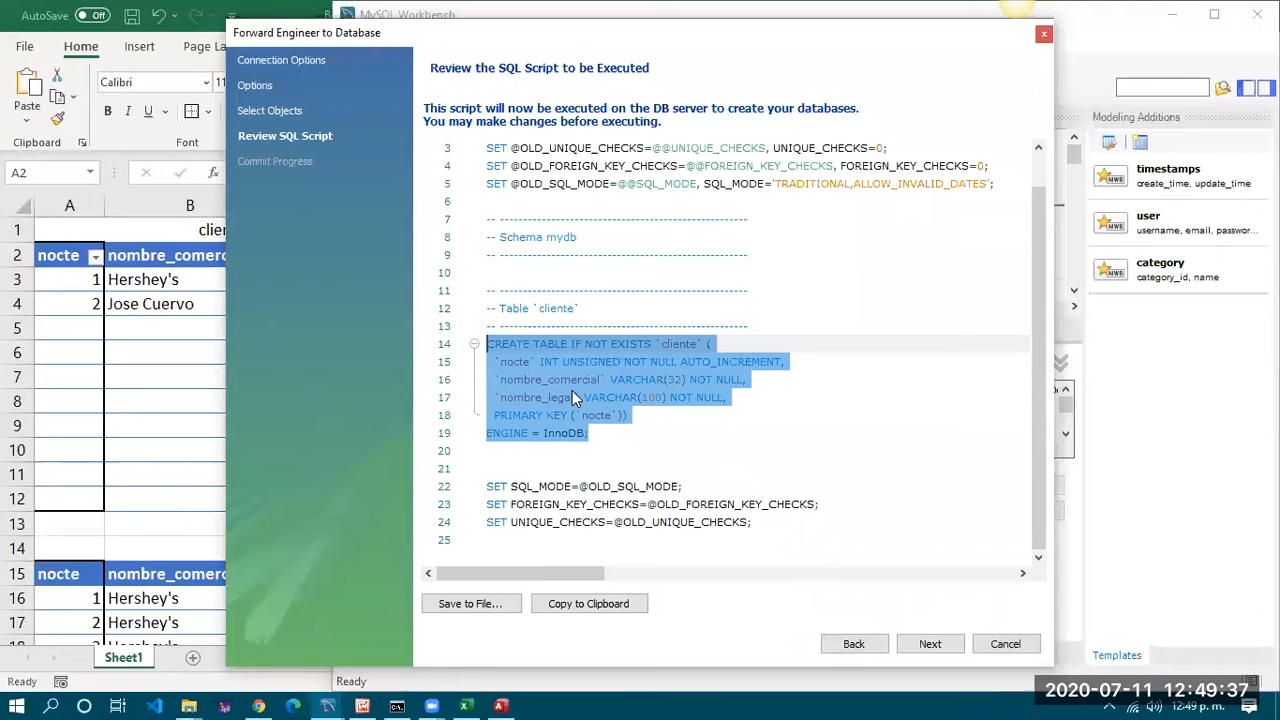 AutoSave Off
MySQL Workbench
File Home Insert Page La
Calibri 11
Paste
B I U
Clipboard Font
A2 fx
A B
1 clien
2 nocte nombre_comerc
3 1 Hershey's
4 2 Jose Cuervo
5
6
7
8
9
10
11
12
13
14
15 nocte nombre_comerc
16 1 Hershey's
17 2 Hershey's
18 1 Hershey's
Sheet1
Ready
Forward Engineer to Database
x
Connection Options
Options
Select Objects
Review SQL Script
Commit Progress
Review the SQL Script to be Executed
This script will now be executed on the DB server to create your databases.
You may make changes before executing.
3 SET @OLD_UNIQUE_CHECKS=@@UNIQUE_CHECKS, UNIQUE_CHECKS=0;
4 SET @OLD_FOREIGN_KEY_CHECKS=@@FOREIGN_KEY_CHECKS, FOREIGN_KEY_CHECKS=0;
5 SET @OLD_SQL_MODE=@@SQL_MODE, SQL_MODE='TRADITIONAL,ALLOW_INVALID_DATES';
6
7 -- -----------------------------------------------------
8 -- Schema mydb
9 -- -----------------------------------------------------
10
11 -- -----------------------------------------------------
12 -- Table `cliente`
13 -- -----------------------------------------------------
14 CREATE TABLE IF NOT EXISTS `cliente` (
15 `nocte` INT UNSIGNED NOT NULL AUTO_INCREMENT,
16 `nombre_comercial` VARCHAR(32) NOT NULL,
17 `nombre_legal VARCHAR(100) NOT NULL,
18 PRIMARY KEY (`nocte`))
19 ENGINE = InnoDB;
20
21
22 SET SQL_MODE=@OLD_SQL_MODE;
23 SET FOREIGN_KEY_CHECKS=@OLD_FOREIGN_KEY_CHECKS;
24 SET UNIQUE_CHECKS=@OLD_UNIQUE_CHECKS;
25
Save to File... Copy to Clipboard
Back Next Cancel
Ready
Modeling Additions
timestamps
create_time, update_time
user
username, email, passwor...
category
category_id, name
Templates
2020-07-11 12:49:37
12:49 p. m.